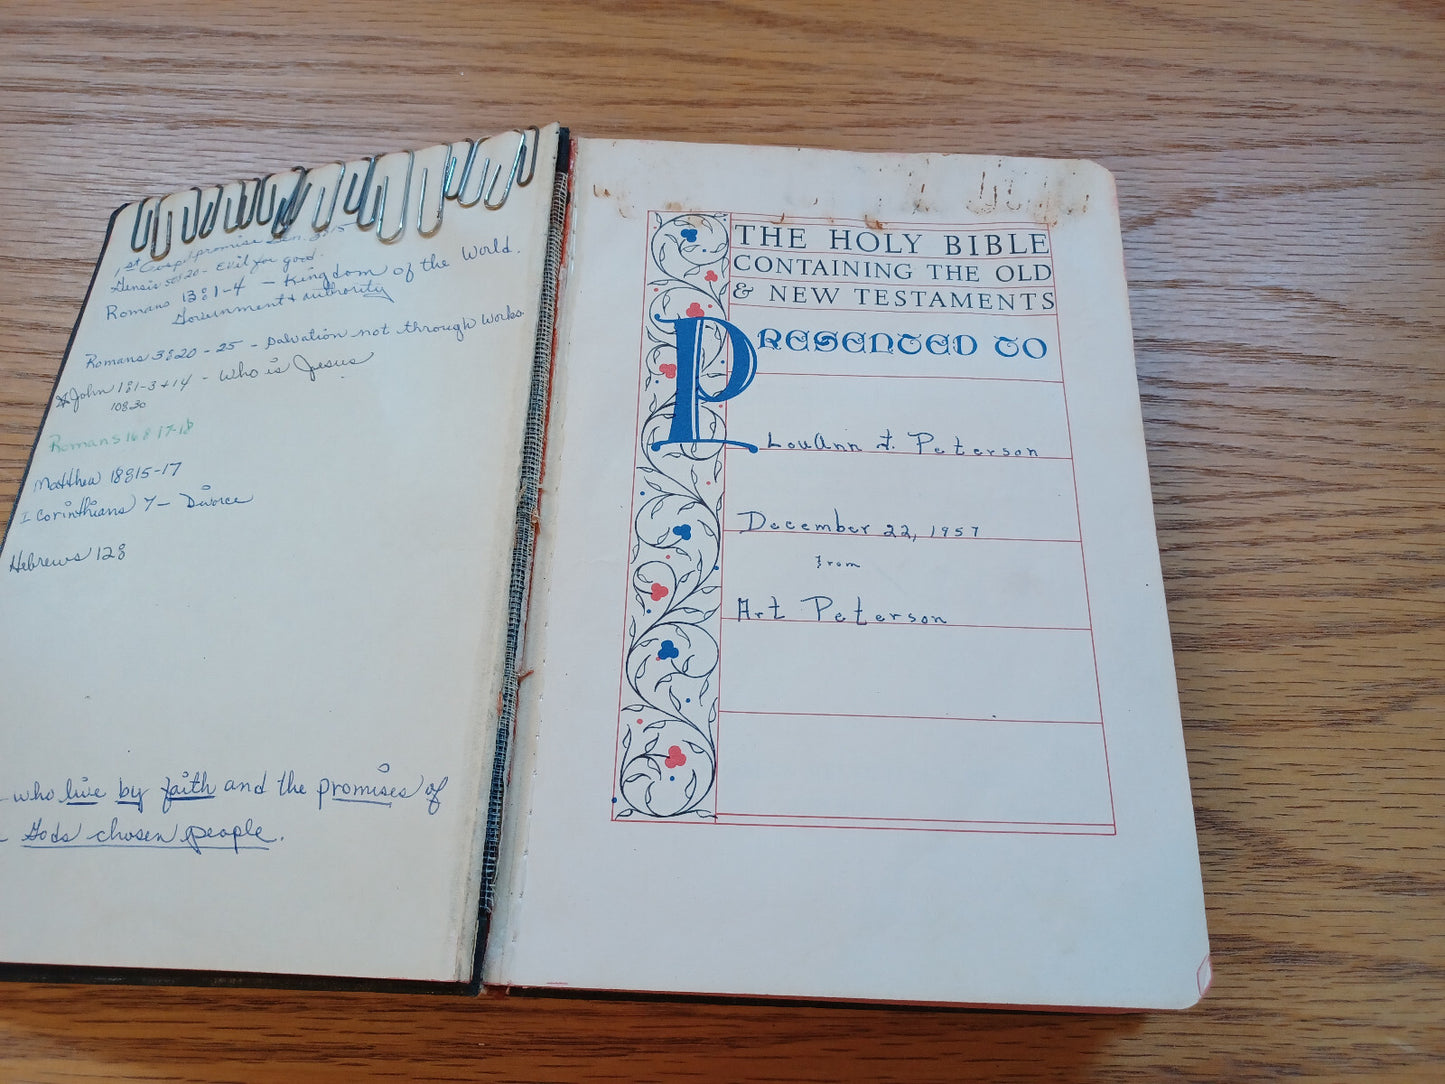 1st Gospel promise Gen. 3:15
Genesis 50:20 - Evil for good.
Romans 13:1-4 - Kingdom of the World.
Government & authority
Romans 3:20-25 - Salvation not through works
John 1:1-3+14 - Who is Jesus
10:30
Romans 16:17-18
Matthew 18:15-17
I Corinthians 7 - Divorce
Hebrews 12:
who live by faith and the promises of
Gods chosen people.
THE HOLY BIBLE
CONTAINING THE OLD
& NEW TESTAMENTS
PRESENTED TO
LouAnn J. Peterson
December 22, 1957
from
Art Peterson